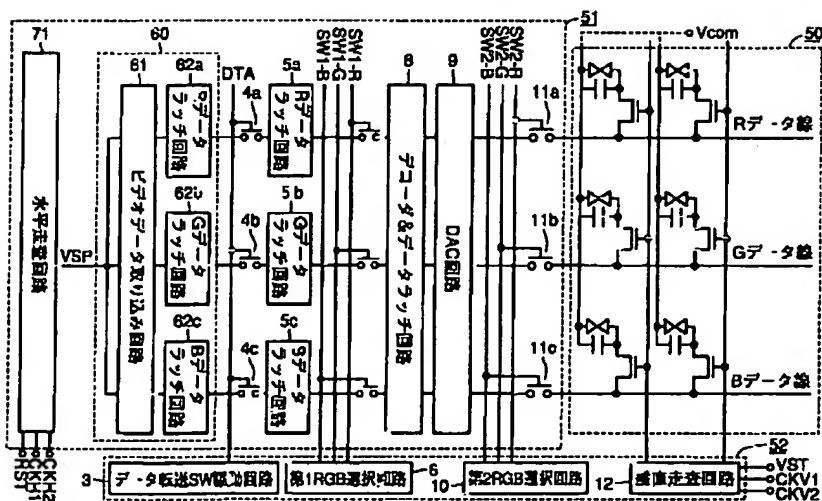 71
60
51
50
61
62a
DTA
4a
5a
SW1-B
SW1-G
SW1-R
8
9
SW2-B
SW2-G
SW2-R
11a
Vcom
水平走査回路
VSP
ビデオデータ取り込み回路
データ
ラッチ回路
Rデータ
ラッチ回路
デコーダ&データラッチ回路
DAC回路
Rデータ線
62b
4b
5b
11b
Gデータ
ラッチ回路
Gデータ
ラッチ回路
Gデータ線
62c
4c
5c
11c
Bデータ
ラッチ回路
データ
ラッチ回路
Bデータ線
RST
CKH1
CKH2
3
データ転送SW駆動回路
第1RGB選択回路
6
10
第2RGB選択回路
12
垂直走査回路
52
VST
CKV1
CKV2